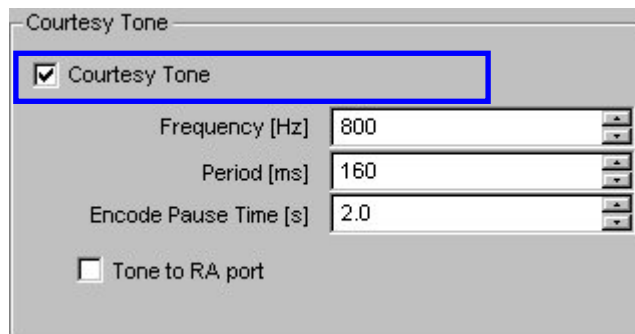 Courtesy Tone
Courtesy Tone
Frequency [Hz] 800
Period [ms] 160
Encode Pause Time [s] 2.0
Tone to RA port